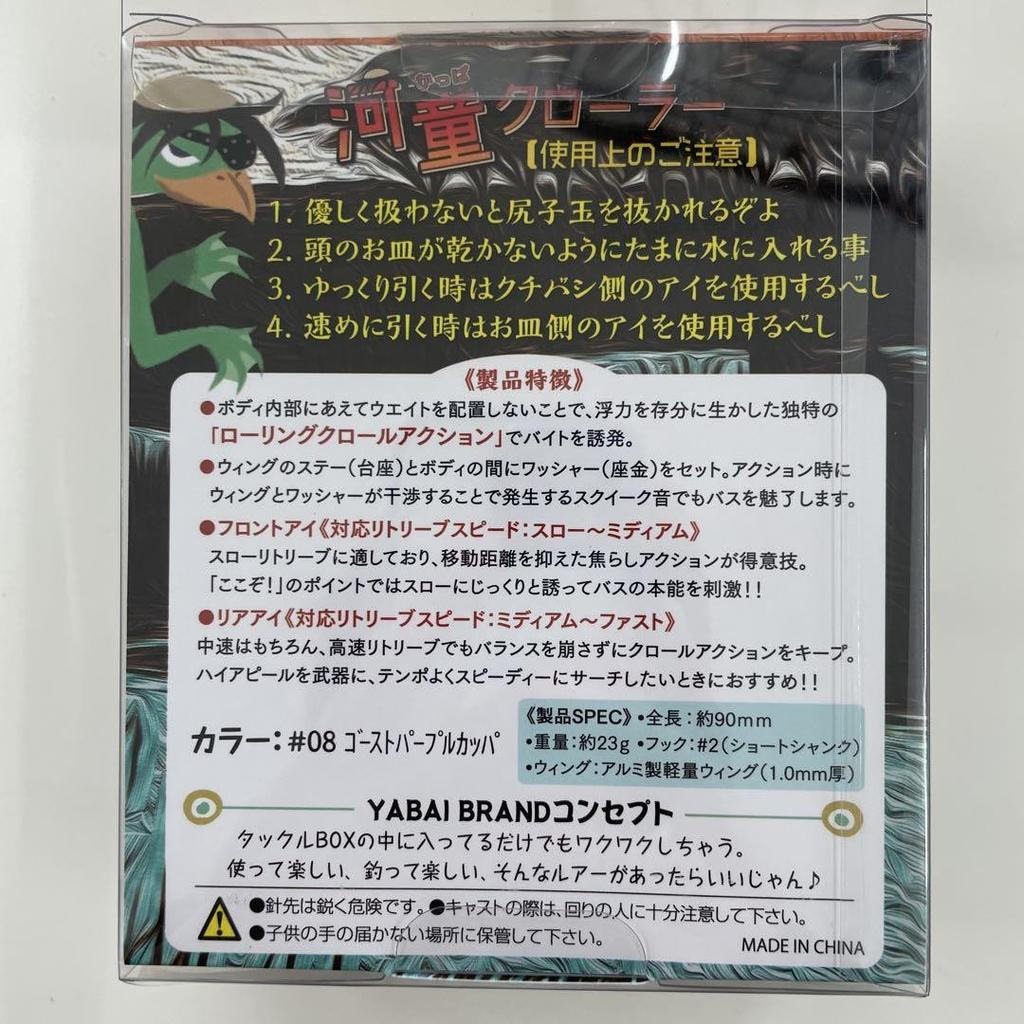 かっぱ
河童クローラー
【使用上のご注意】
1. 優しく扱わないと尻子玉を抜かれるぞよ
2. 頭のお皿が乾かないようにたまに水に入れる事
3. ゆっくり引く時はクチバシ側のアイを使用するべし
4. 速めに引く時はお皿側のアイを使用するべし
《製品特徴》
●ボディ内部にあえてウエイトを配置しないことで、浮力を存分に生かした独特の
「ローリングクロールアクション」でバイトを誘発。
●ウィングのステー(台座)とボディの間にワッシャー(座金)をセット。アクション時に
ウィングとワッシャーが干渉することで発生するスクイーク音でもバスを魅了します。
●フロントアイ《対応リトリーブスピード:スロー〜ミディアム》
スローリトリーブに適しており、移動距離を抑えた焦らしアクションが得意技。
「ここぞ!」のポイントではスローにじっくりと誘ってバスの本能を刺激!!
●リアアイ《対応リトリーブスピード:ミディアム〜ファスト》
中速はもちろん、高速リトリーブでもバランスを崩さずにクロールアクションをキープ。
ハイアピールを武器に、テンポよくスピーディーにサーチしたいときにおすすめ!!
カラー:#08 ゴーストパープルカッパ
《製品SPEC》•全長:約90mm
•重量:約23g •フック:#2(ショートシャンク)
•ウィング:アルミ製軽量ウィング(1.0mm厚)
YABAI BRANDコンセプト
タックルBOXの中に入ってるだけでもワクワクしちゃう。
使って楽しい、釣って楽しい、そんなルアーがあったらいいじゃん♪
●針先は鋭く危険です。●キャストの際は、回りの人に十分注意して下さい。
●子供の手の届かない場所に保管して下さい。
MADE IN CHINA